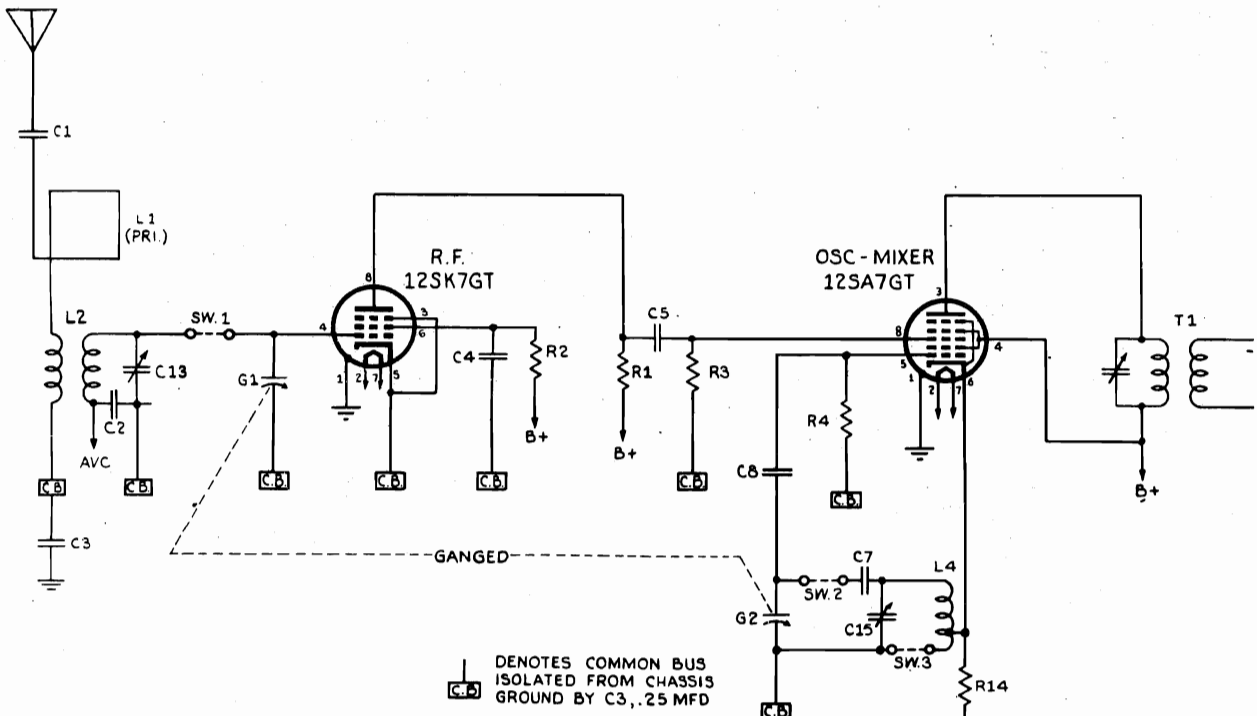 C1
L1
(PRI.)
R.F.
12SK7GT
OSC-MIXER
12SA7GT
8
3
3
6
4
L2
SW.1
C13
G1
C2
AVC
1
2
7
5
C4
R2
B+
C5
R1
B+
R3
8
5
4
1
2
7
6
T1
B+
R4
C8
C.B
C.B.
C.B.
C.B.
C.B.
C.B.
C.B.
C3
GANGED
C7
L4
SW.2
G2
C15
SW.3
R14
C.B.
C.B
DENOTES COMMON BUS
ISOLATED FROM CHASSIS
GROUND BY C3,.25 MFD